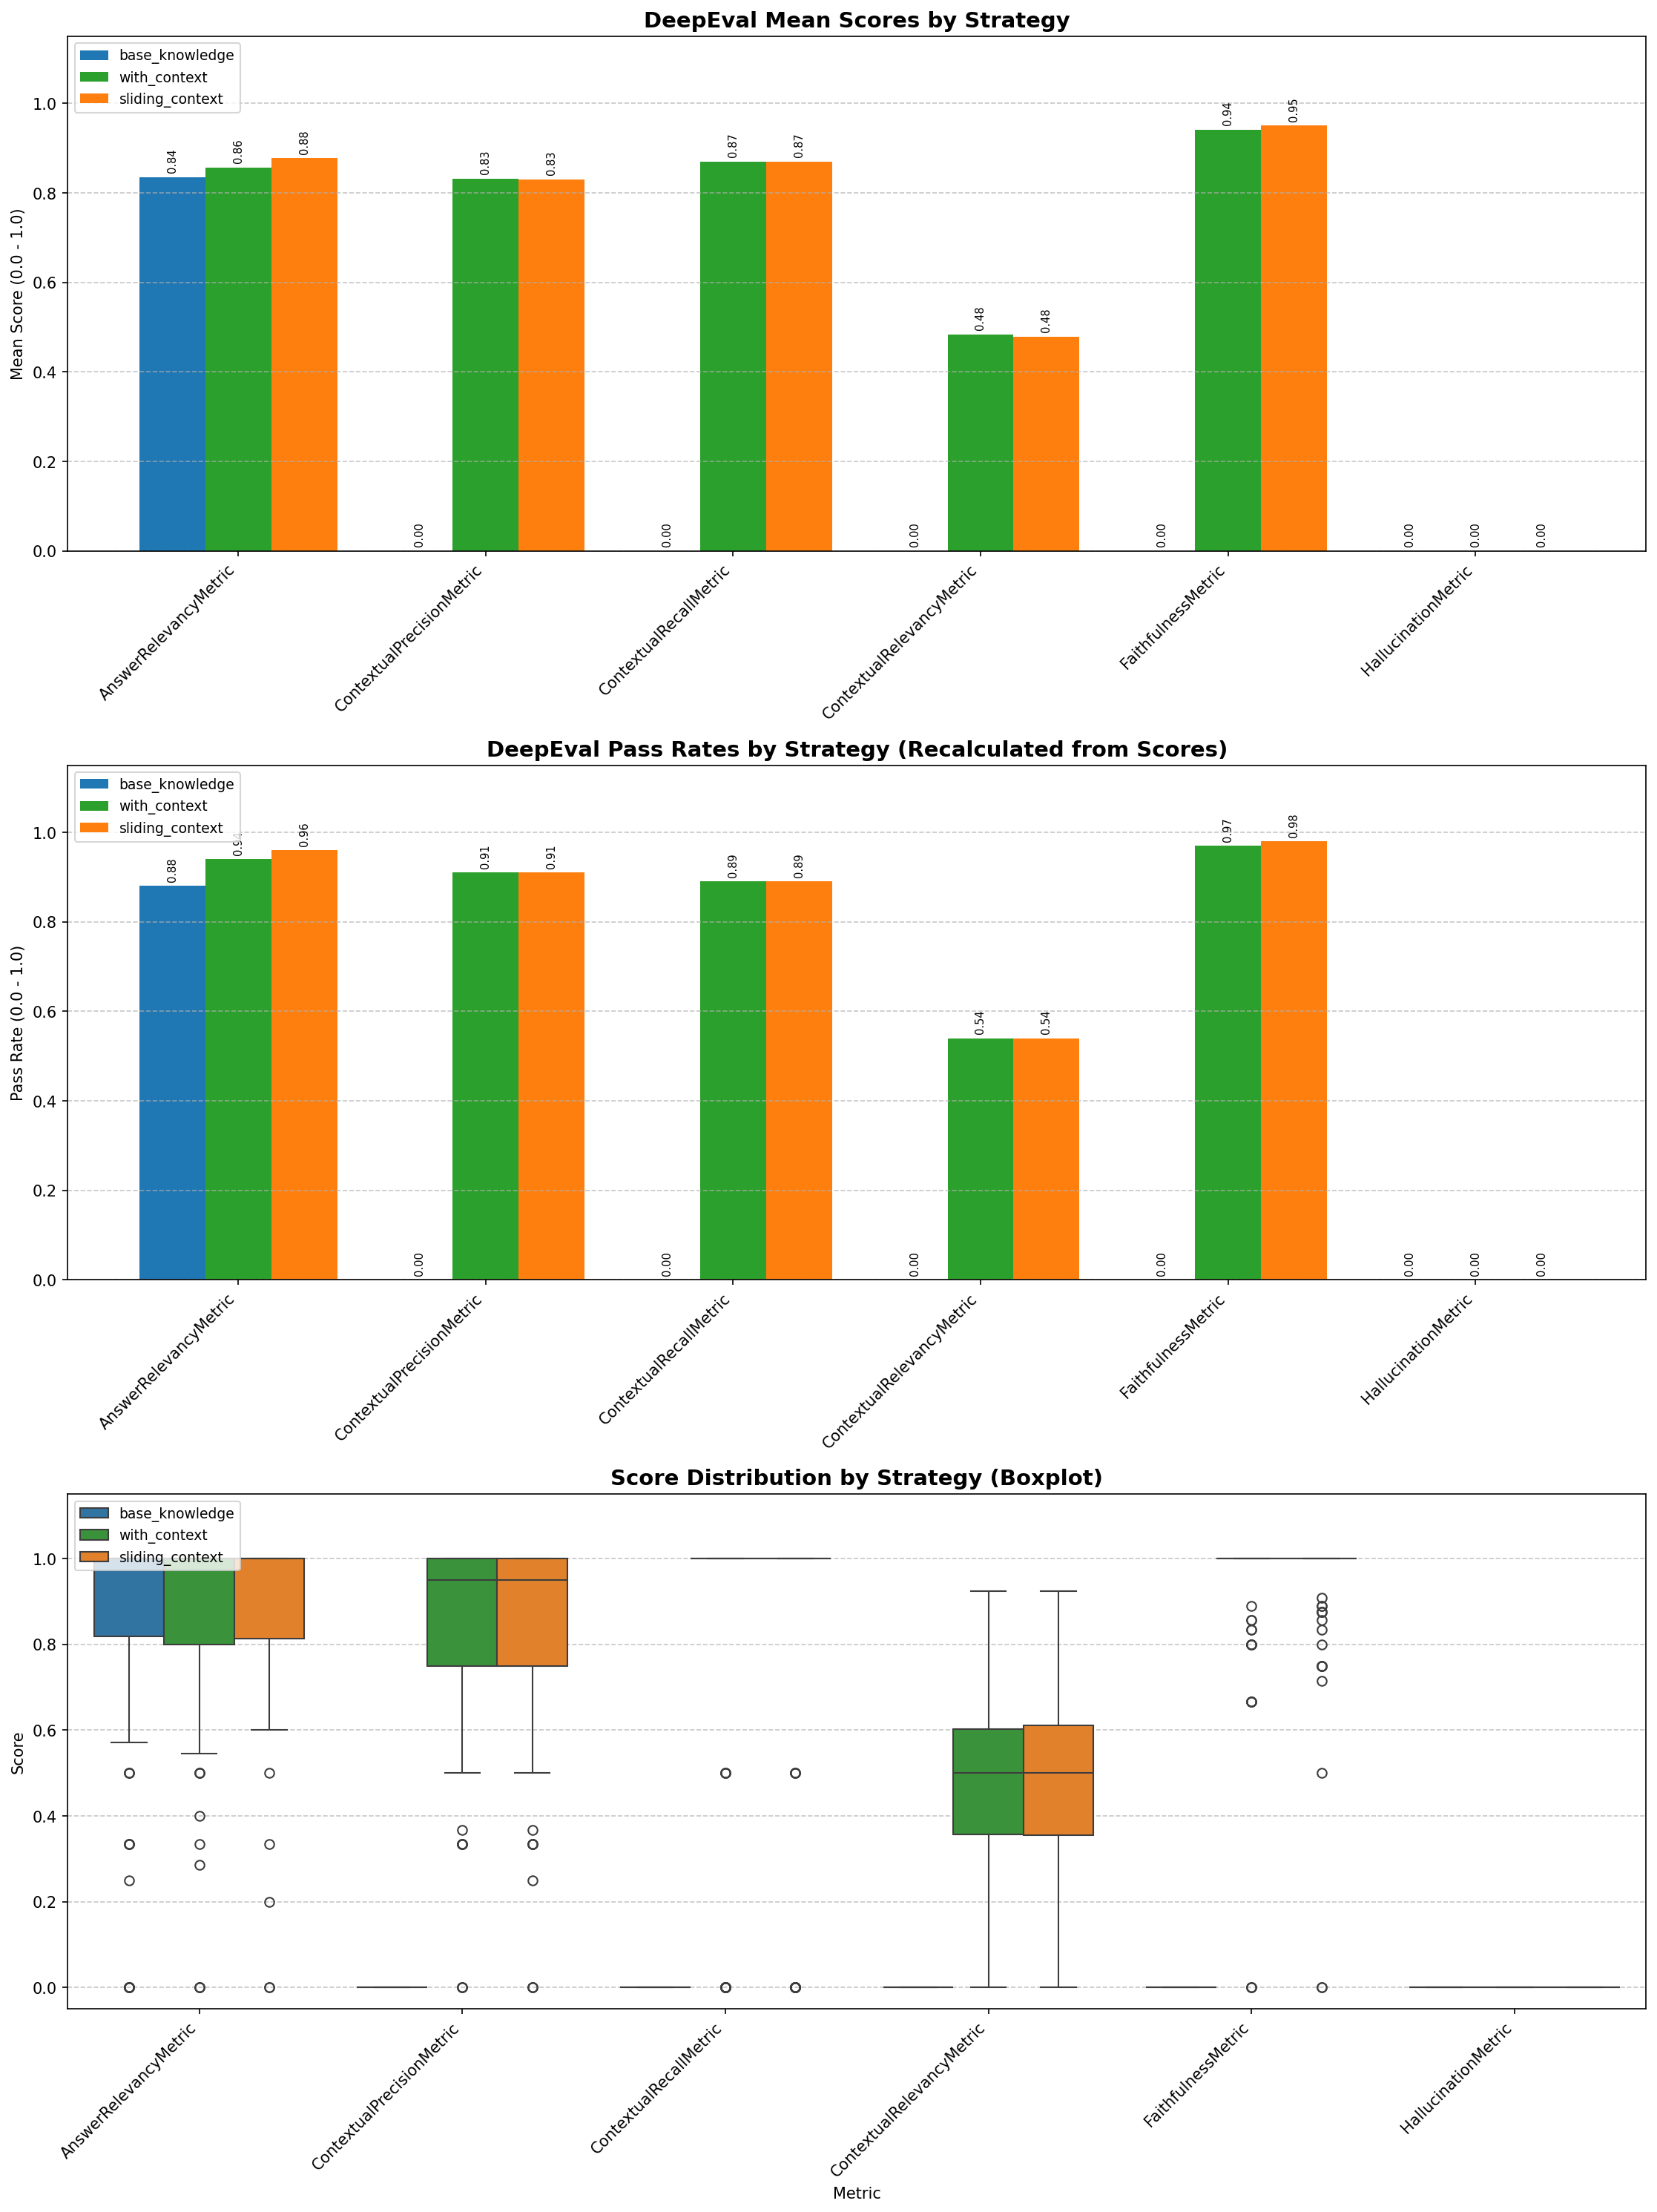 DeepEval Mean Scores by Strategy
base_knowledge
with_context
sliding_context
Mean Score (0.0 - 1.0)
1.0
0.8
0.6
0.4
0.2
0.0
0.84
0.86
0.88
0.00
0.83
0.83
0.00
0.87
0.87
0.00
0.48
0.48
0.00
0.94
0.95
0.00
0.00
0.00
AnswerRelevancyMetric
ContextualPrecisionMetric
ContextualRecallMetric
ContextualRelevancyMetric
FaithfulnessMetric
HallucinationMetric
DeepEval Pass Rates by Strategy (Recalculated from Scores)
base_knowledge
with_context
sliding_context
Pass Rate (0.0 - 1.0)
1.0
0.8
0.6
0.4
0.2
0.0
0.88
0.94
0.96
0.00
0.91
0.91
0.00
0.89
0.89
0.00
0.54
0.54
0.00
0.97
0.98
0.00
0.00
0.00
AnswerRelevancyMetric
ContextualPrecisionMetric
ContextualRecallMetric
ContextualRelevancyMetric
FaithfulnessMetric
HallucinationMetric
Score Distribution by Strategy (Boxplot)
base_knowledge
with_context
sliding_context
Score
1.0
0.8
0.6
0.4
0.2
0.0
AnswerRelevancyMetric
ContextualPrecisionMetric
ContextualRecallMetric
ContextualRelevancyMetric
FaithfulnessMetric
HallucinationMetric
Metric